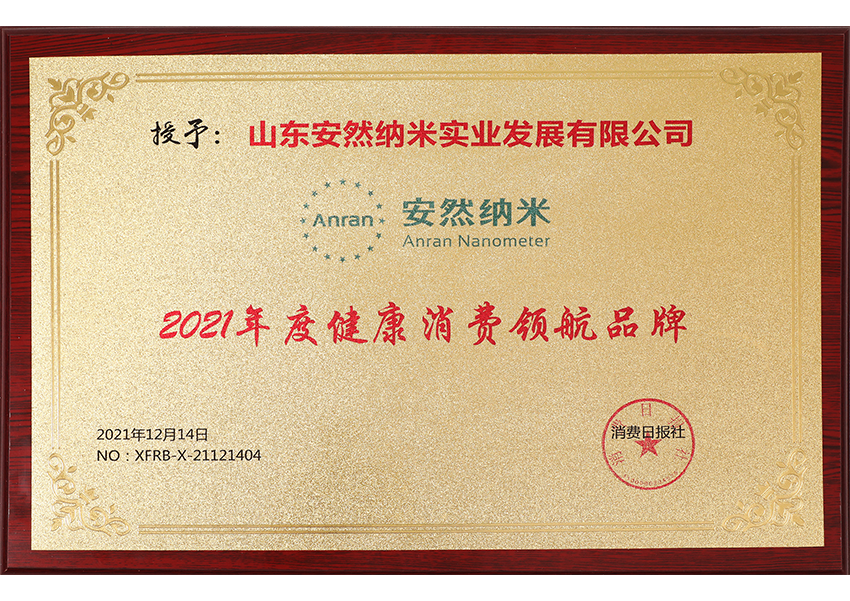 授予：山东安然纳米实业发展有限公司
Anran 安然纳米
Anran Nanometer
2021年度健康消费领航品牌
2021年12月14日
NO：XFRB-X-21121404
消费日报社